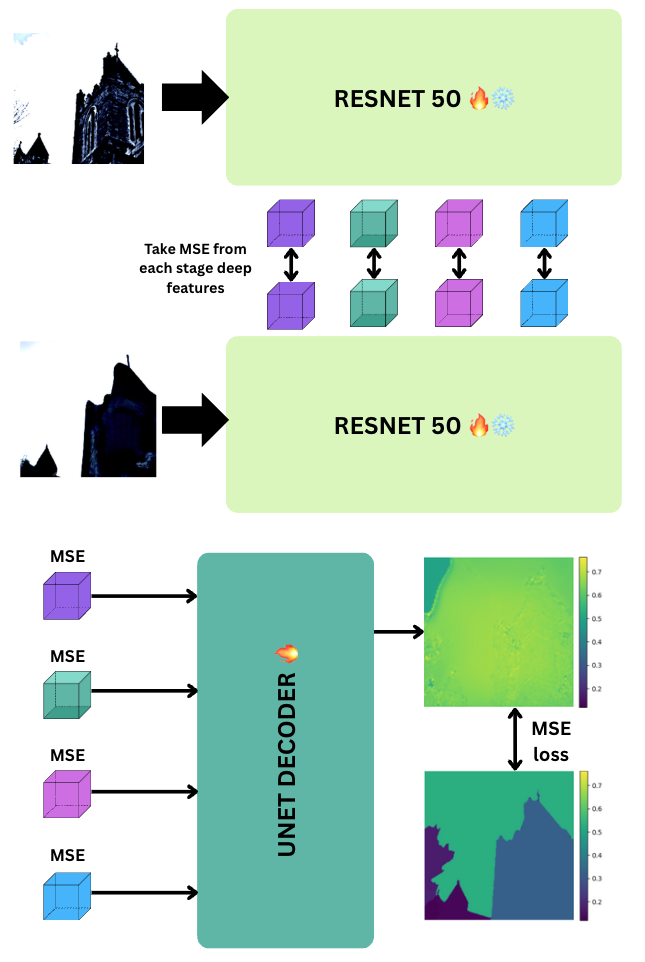 RESNET 50 🔥❄️
Take MSE from
each stage deep
features
RESNET 50 🔥❄️
MSE
MSE
MSE
MSE
UNET DECODER 🔥
0.7
0.6
0.5
0.4
0.3
0.2
MSE
loss
0.7
0.6
0.5
0.4
0.3
0.2